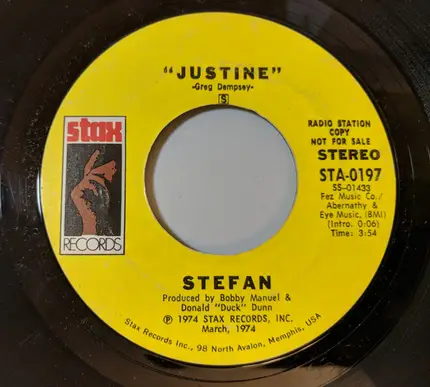 "JUSTINE"
-Greg Dempsey-
S
stax
RECORDS
RADIO STATION
COPY
NOT FOR SALE
STEREO
STA-0197
SS-01433
Fez Music Co./
Abernathy &
Eye Music, (BMI)
(Intro. 0:06)
Time: 3:54
STEFAN
Produced by Bobby Manuel &
Donald "Duck" Dunn
℗ 1974 STAX RECORDS, INC.
March, 1974
Stax Records Inc., 98 North Avalon, Memphis, USA